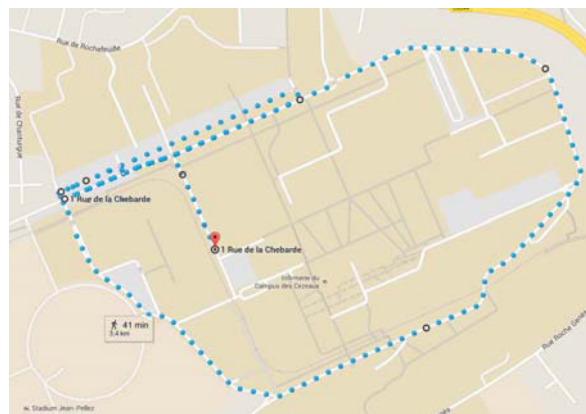 Rue de Rochefeuille
Rue de Chanturgue
1 Rue de la Chebarde
1 Rue de la Chebarde
Infirmerie du
Campus des Cézeaux
41 min
3,4 km
Rue Roche Genès
Stadium Jean-Pellez